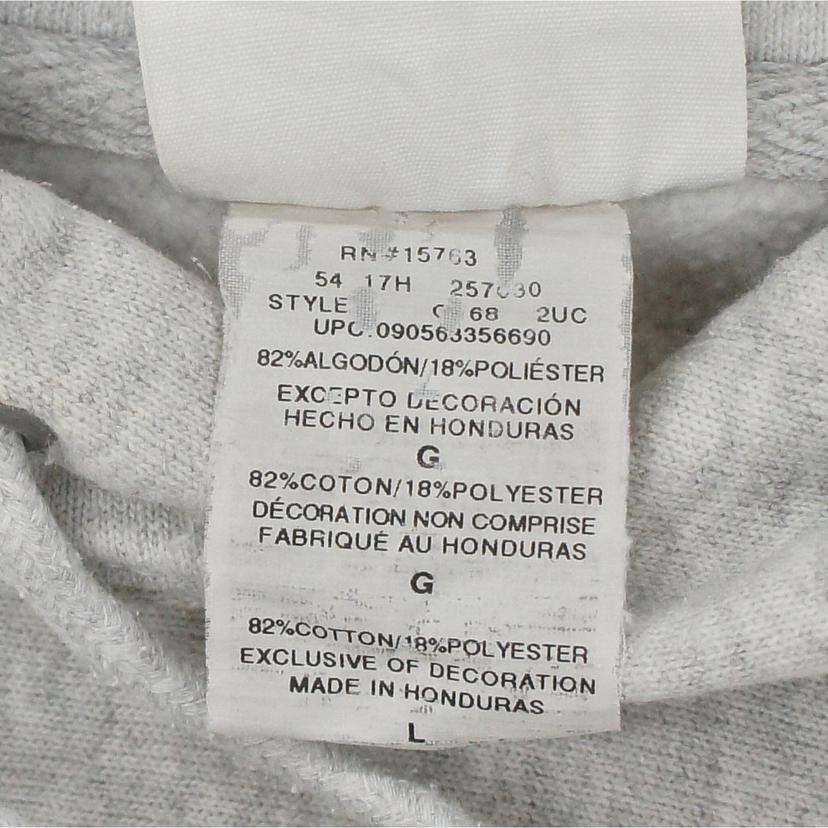 RN #15763
54 17H
STYLE 68 2UC
UPC.090563356690
82%ALGODÓN/18%POLIÉSTER
EXCEPTO DECORACIÓN
HECHO EN HONDURAS
G
82%COTON/18%POLYESTER
DÉCORATION NON COMPRISE
FABRIQUÉ AU HONDURAS
G
82%COTTON/18%POLYESTER
EXCLUSIVE OF DECORATION
MADE IN HONDURAS
L